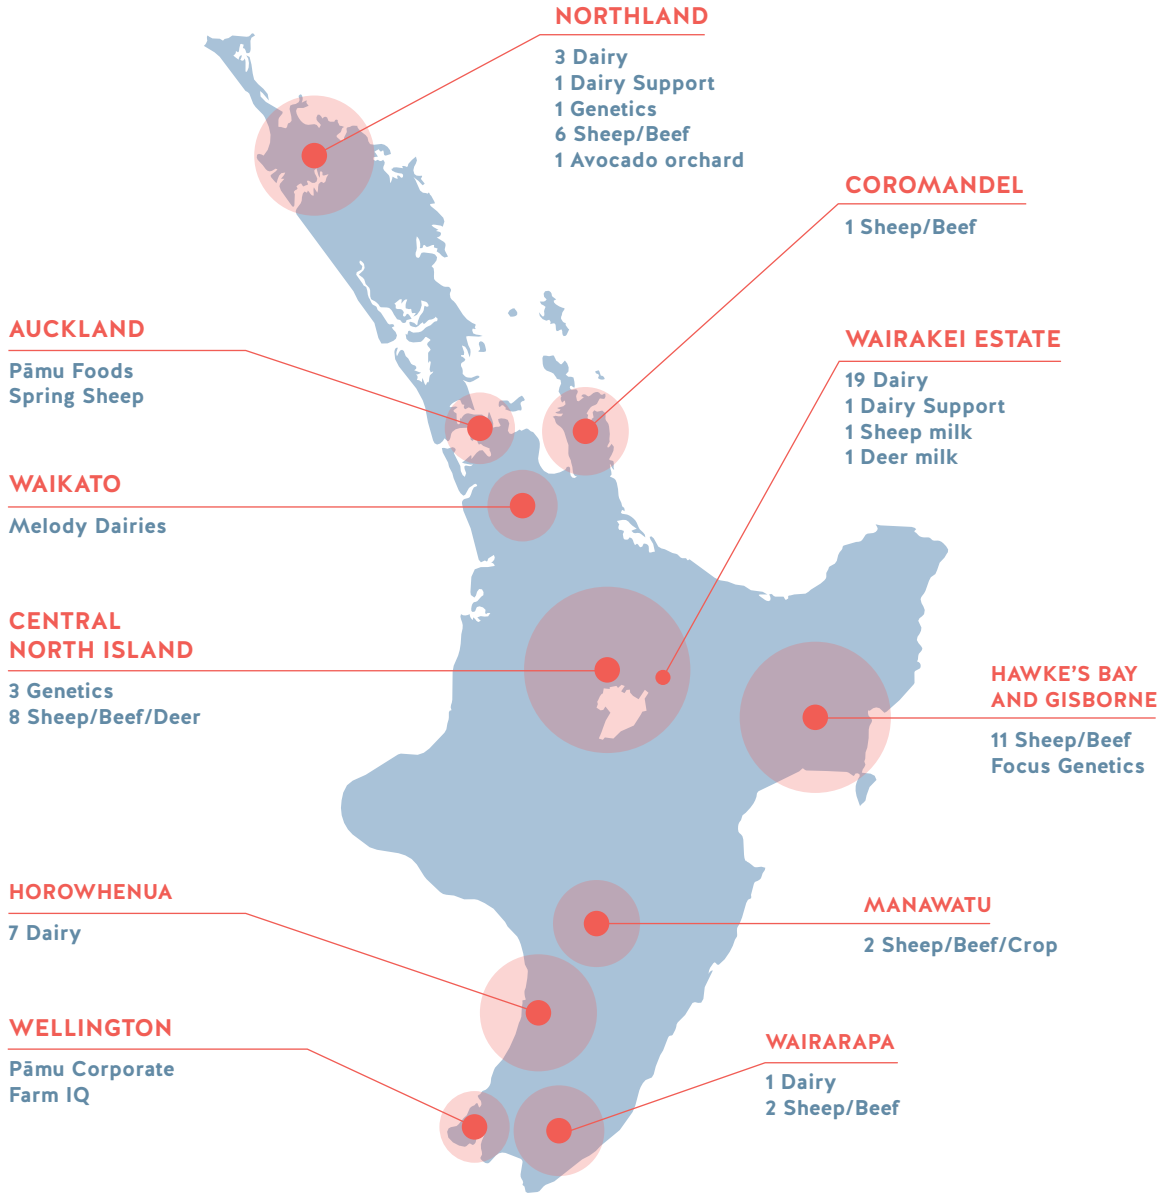 NORTHLAND
3 Dairy
1 Dairy Support
1 Genetics
6 Sheep/Beef
1 Avocado orchard
COROMANDEL
1 Sheep/Beef
AUCKLAND
Pāmu Foods
Spring Sheep
WAIRAKEI ESTATE
19 Dairy
1 Dairy Support
1 Sheep milk
1 Deer milk
WAIKATO
Melody Dairies
CENTRAL
NORTH ISLAND
3 Genetics
8 Sheep/Beef/Deer
HAWKE'S BAY
AND GISBORNE
11 Sheep/Beef
Focus Genetics
HOROWHENUA
7 Dairy
MANAWATU
2 Sheep/Beef/Crop
WELLINGTON
Pāmu Corporate
Farm IQ
WAIRARAPA
1 Dairy
2 Sheep/Beef